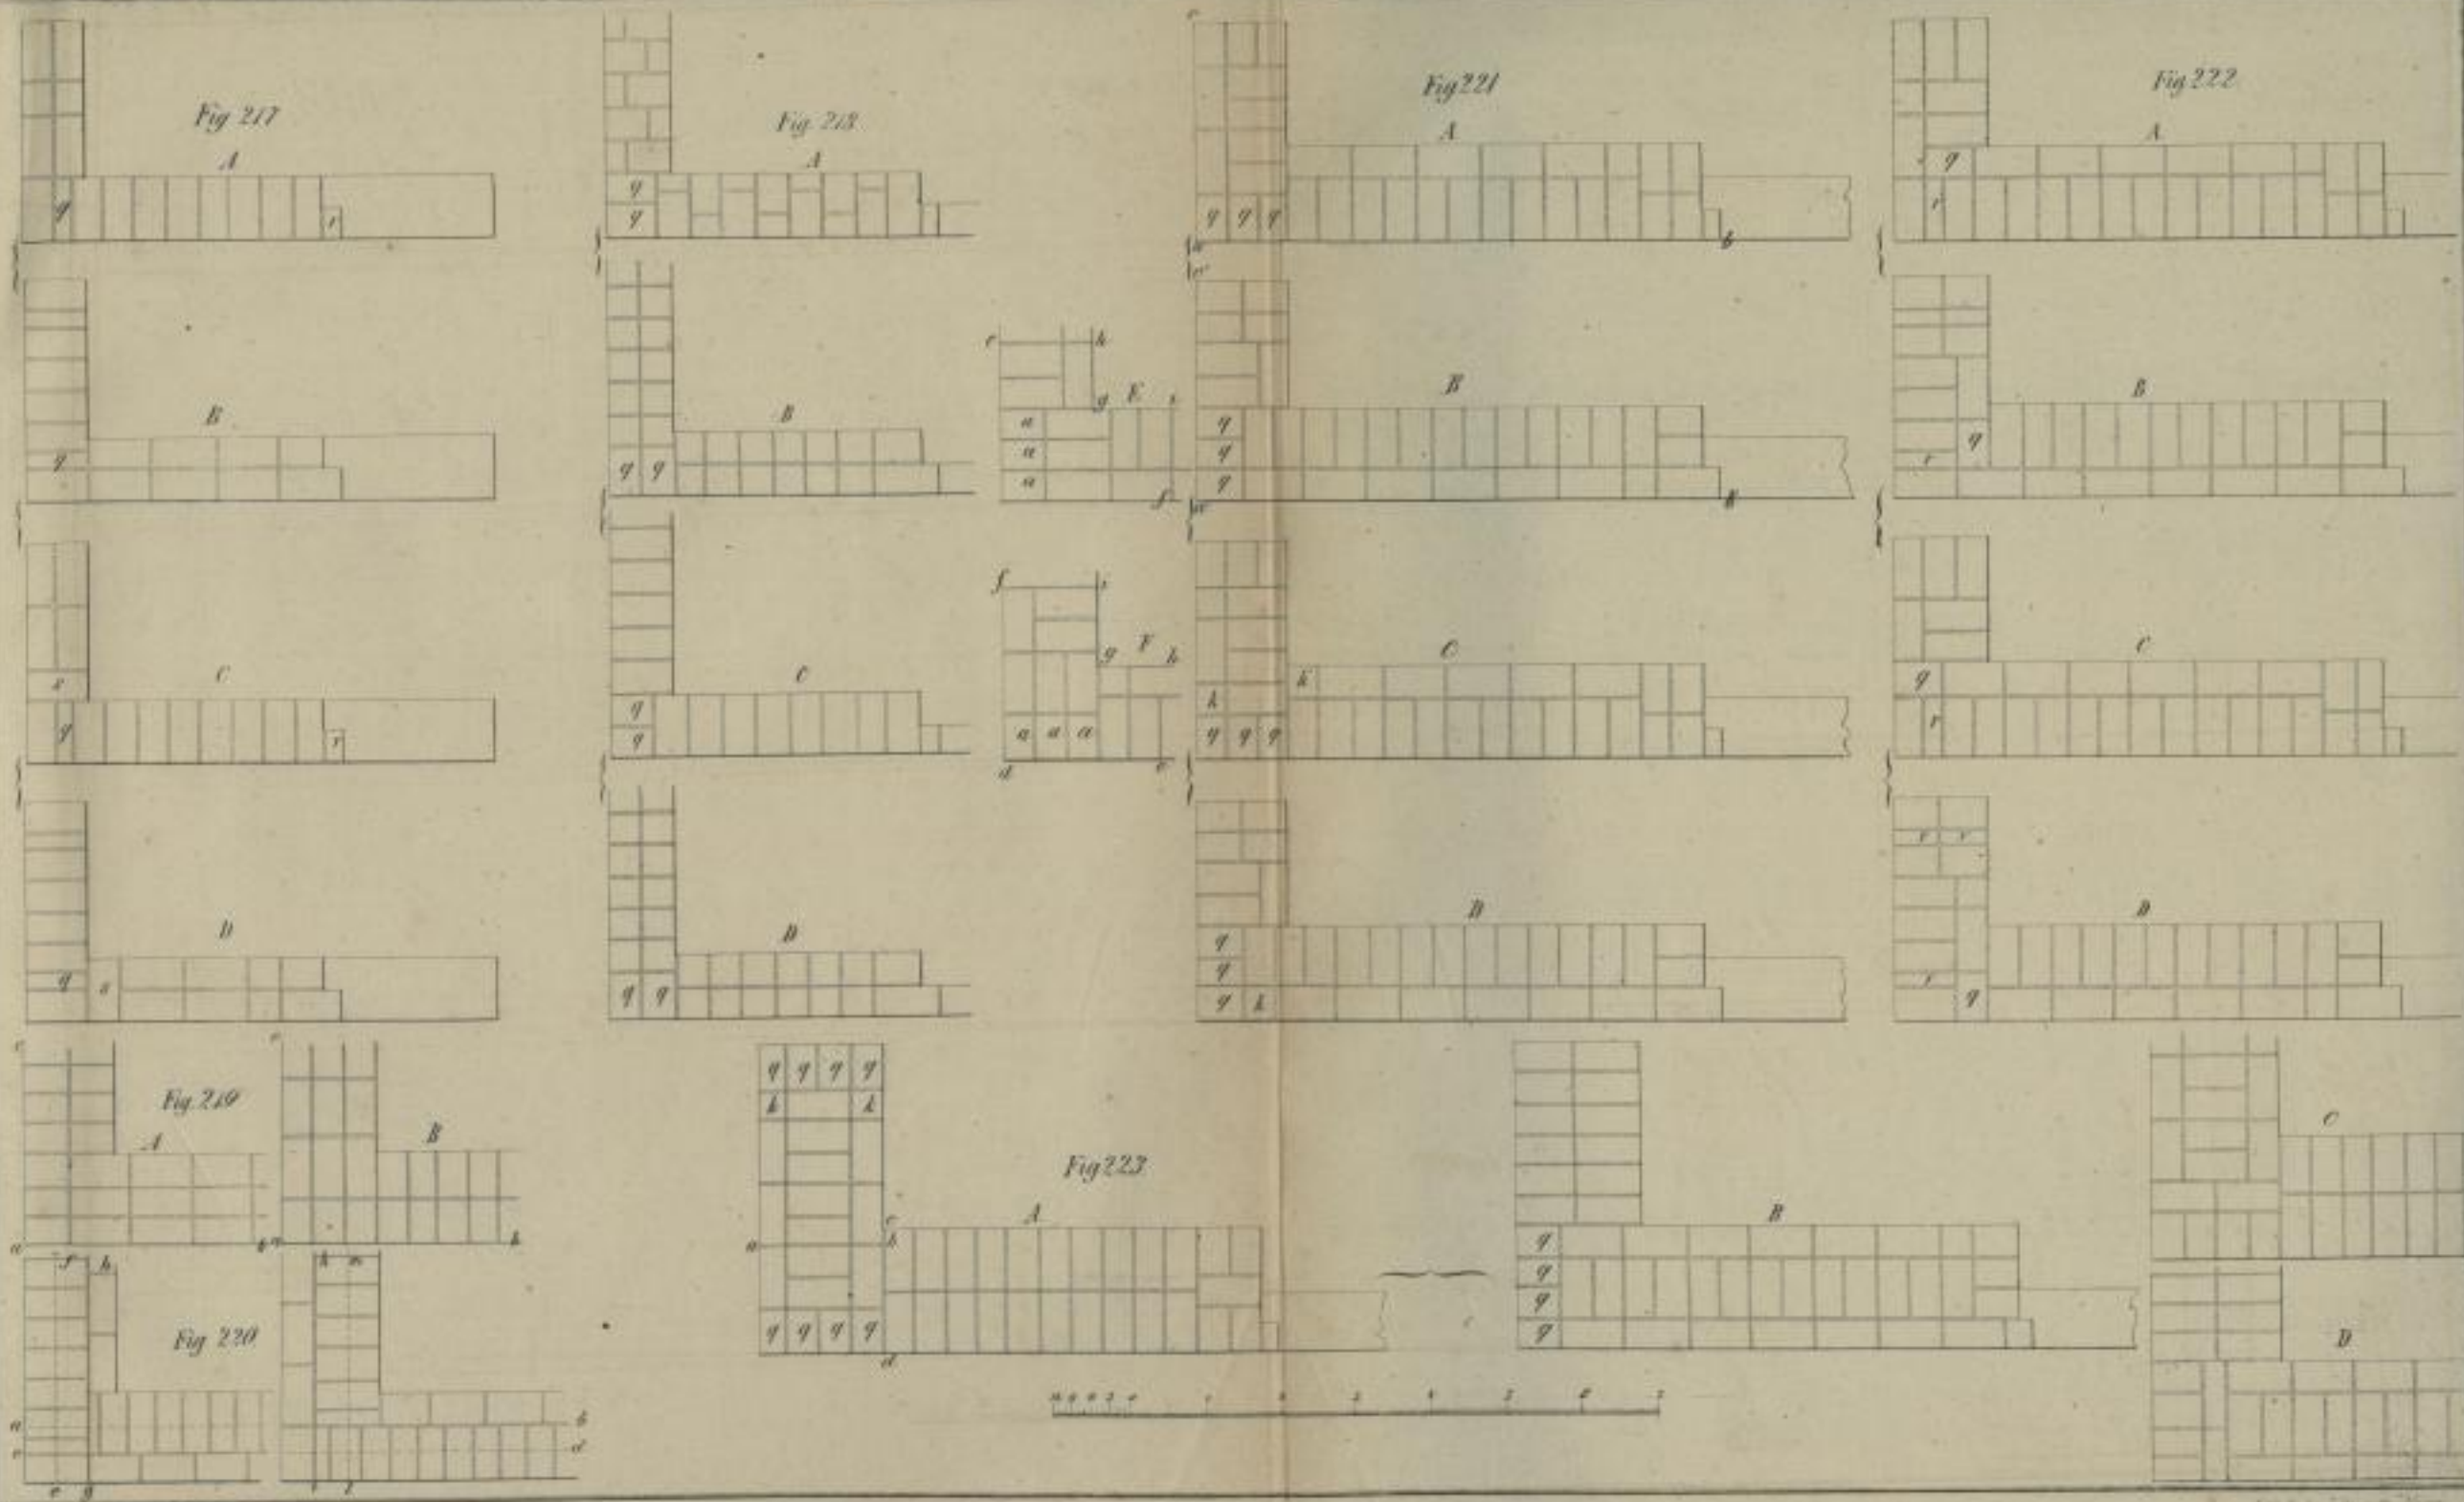 Fig 217
A
q
r
B
q
C
s
q
r
D
q
s
Fig. 218
A
q
q
B
q q
C
q
q
D
q q
e h
g E i
a
a
a
f
f i
g F h
a a a
d e
Fig 221
c
A
q q q
a b
B
q
q
q
C
k
k
q q q
D
q
q
q k
Fig 222
A
q
r
B
q
r
C
q
r
D
r r
r
q
Fig. 219
c
A
a
B
Fig 220
f h
a
c
e g
k m
b
d
i l
Fig 223
q q q q
k k
A
c
a b
q q q q
d
B
q
q
q
q
C
D